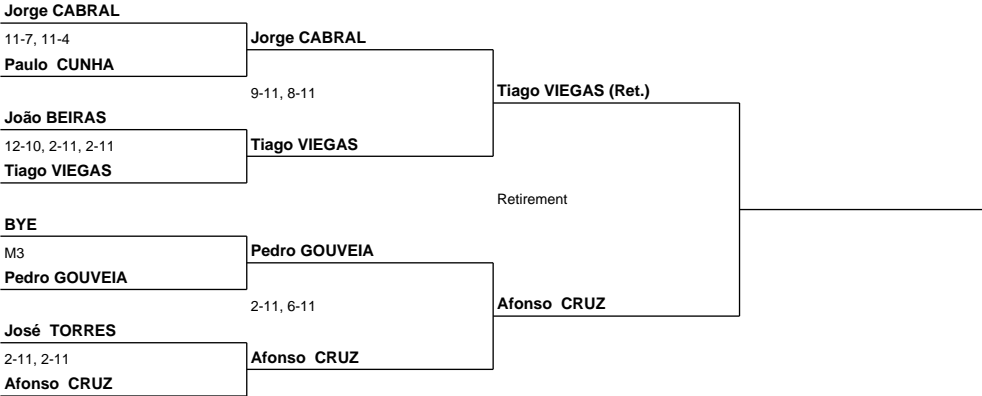 Jorge CABRAL
11-7, 11-4
Jorge CABRAL
Paulo CUNHA
9-11, 8-11
Tiago VIEGAS (Ret.)
João BEIRAS
12-10, 2-11, 2-11
Tiago VIEGAS
Tiago VIEGAS
Retirement
BYE
M3
Pedro GOUVEIA
Pedro GOUVEIA
2-11, 6-11
Afonso CRUZ
José TORRES
2-11, 2-11
Afonso CRUZ
Afonso CRUZ